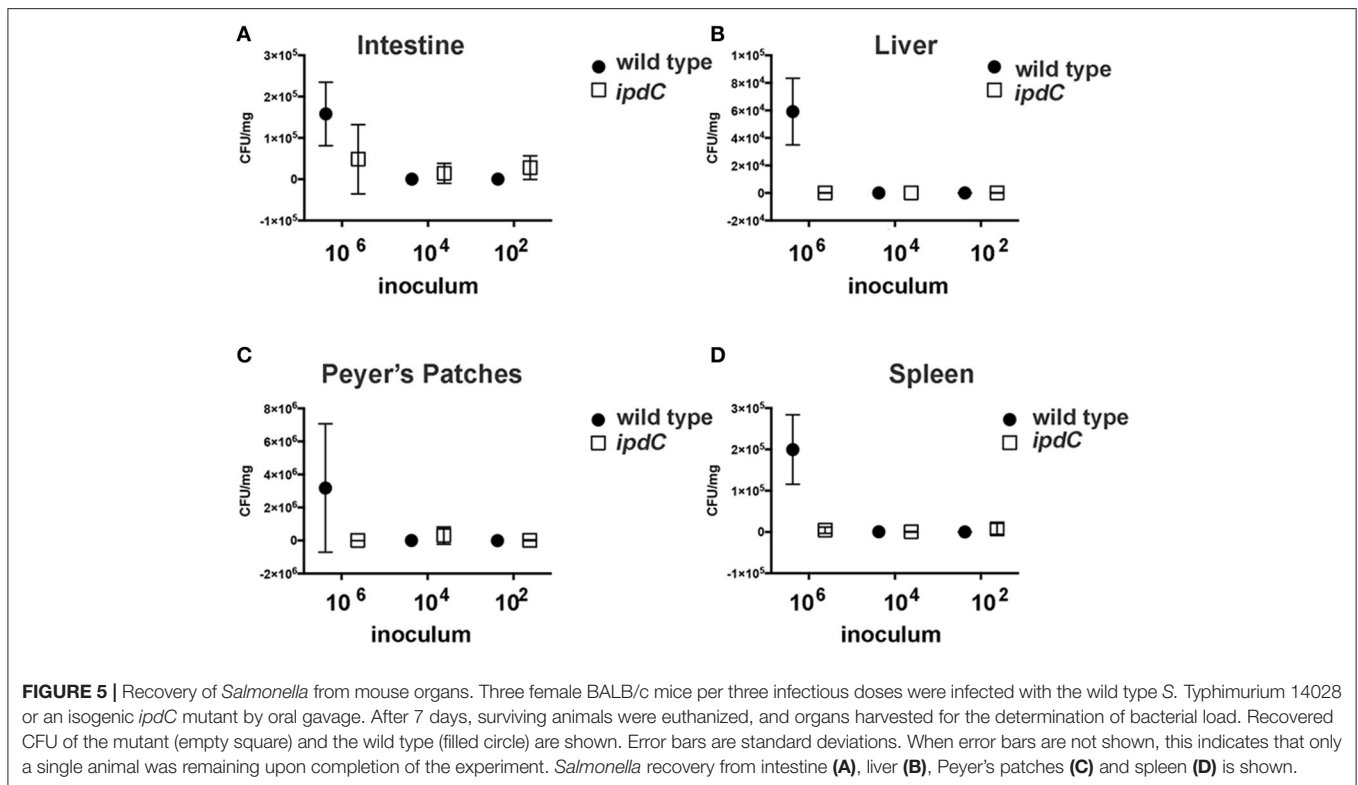 A
Intestine
3×10⁵
2×10⁵
1×10⁵
0
-1×10⁵
CFU/mg
wild type
ipdC
10⁶ 10⁴ 10²
inoculum
B
Liver
1×10⁵
8×10⁴
6×10⁴
4×10⁴
2×10⁴
0
-2×10⁴
CFU/mg
wild type
ipdC
10⁶ 10⁴ 10²
inoculum
C
Peyer's Patches
8×10⁶
6×10⁶
4×10⁶
2×10⁶
0
-2×10⁶
CFU/mg
wild type
ipdC
10⁶ 10⁴ 10²
inoculum
D
Spleen
3×10⁵
2×10⁵
1×10⁵
0
-1×10⁵
CFU/mg
wild type
ipdC
10⁶ 10⁴ 10²
inoculum
FIGURE 5 | Recovery of Salmonella from mouse organs. Three female BALB/c mice per three infectious doses were infected with the wild type S. Typhimurium 14028
or an isogenic ipdC mutant by oral gavage. After 7 days, surviving animals were euthanized, and organs harvested for the determination of bacterial load. Recovered
CFU of the mutant (empty square) and the wild type (filled circle) are shown. Error bars are standard deviations. When error bars are not shown, this indicates that only
a single animal was remaining upon completion of the experiment. Salmonella recovery from intestine (A), liver (B), Peyer's patches (C) and spleen (D) is shown.